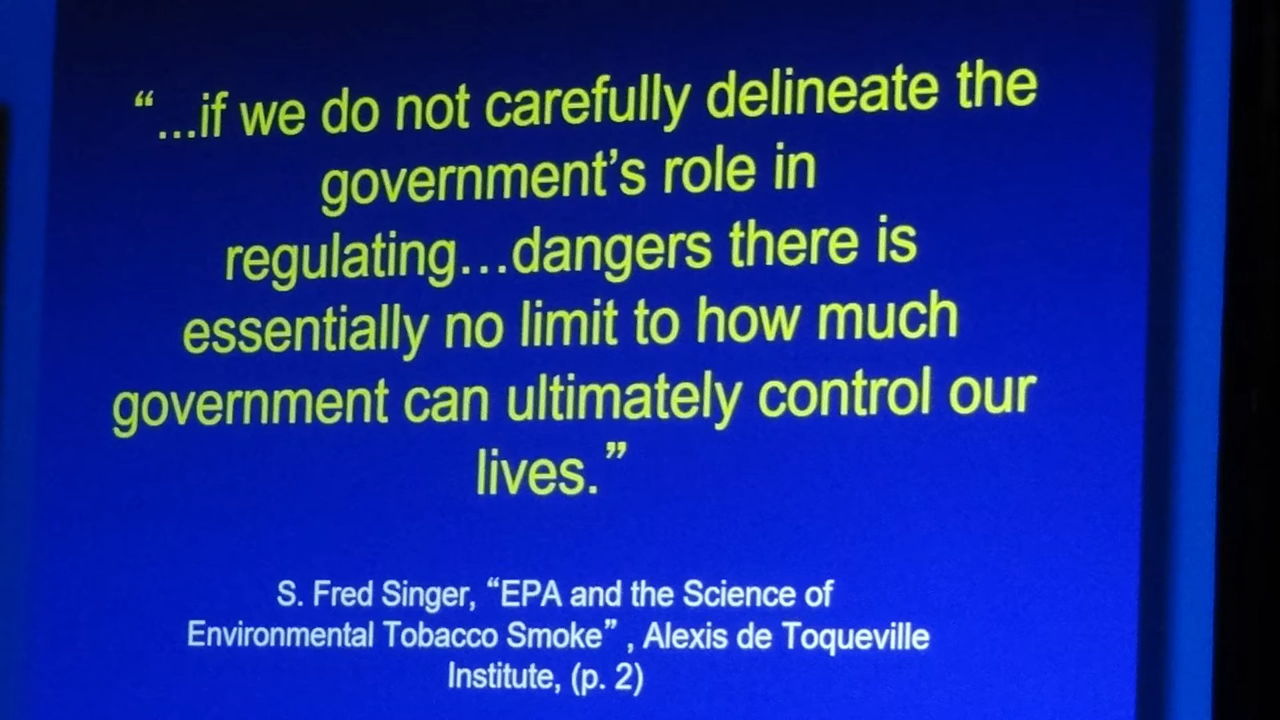 “...if we do not carefully delineate the
government’s role in
regulating...dangers there is
essentially no limit to how much
government can ultimately control our
lives.”
S. Fred Singer, “EPA and the Science of
Environmental Tobacco Smoke” , Alexis de Toqueville
Institute, (p. 2)